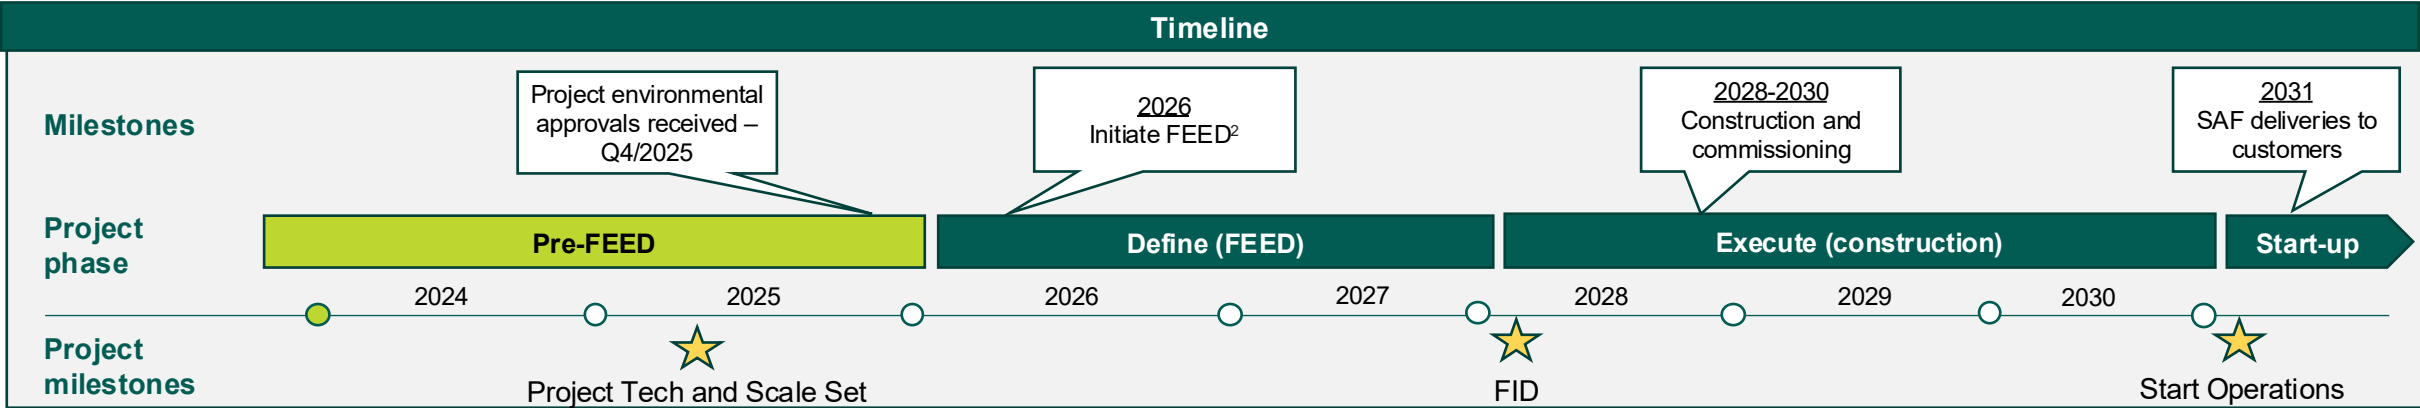 Timeline
Milestones
Project environmental
approvals received –
Q4/2025
2026
Initiate FEED²
2028-2030
Construction and
commissioning
2031
SAF deliveries to
customers
Project
phase
Pre-FEED
Define (FEED)
Execute (construction)
Start-up
2024
2025
2026
2027
2028
2029
2030
Project
milestones
Project Tech and Scale Set
FID
Start Operations